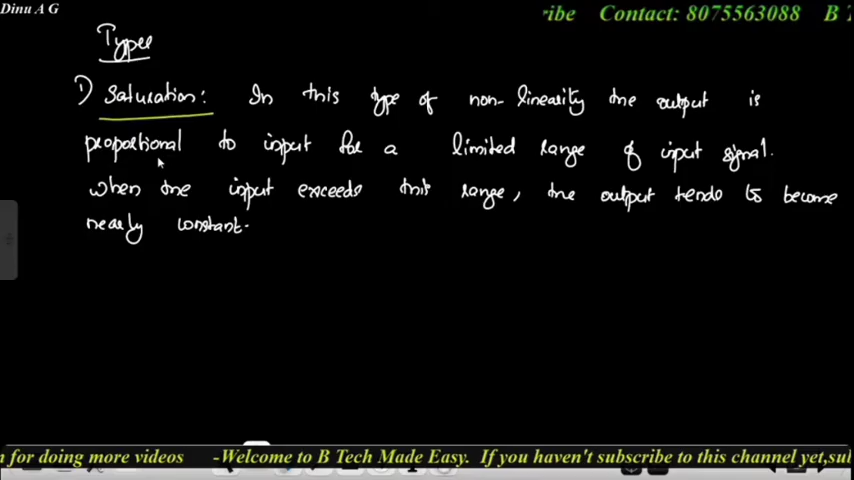 Dinu A G
ribe Contact: 8075563088 B T
Types
1) Saturation: In this type of non-linearity the output is
proportional to input for a limited range of input signal.
when the input exceeds this range, the output tends to become
nearly constant.
n for doing more videos -Welcome to B Tech Made Easy. If you haven't subscribe to this channel yet,sub